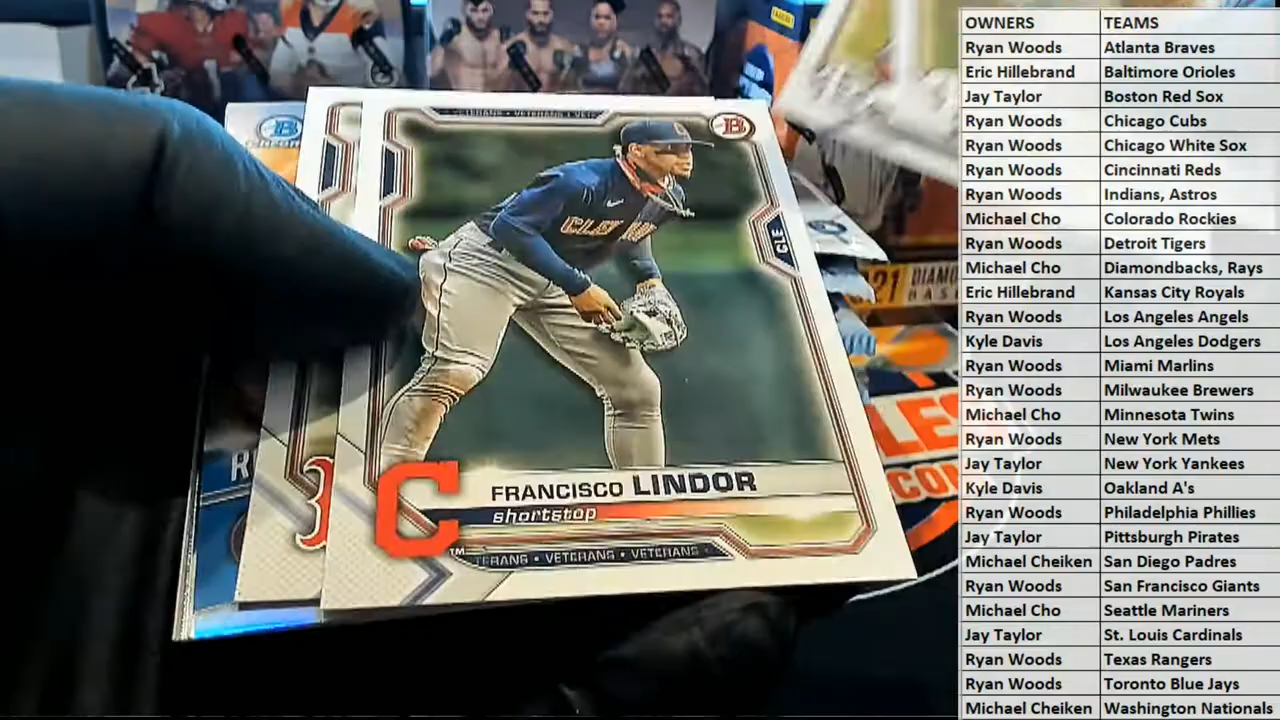 VETERANS
B
CLE
FRANCISCO LINDOR
shortstop
TM
VETERANS • VETERANS
21 DIAMO
OWNERS TEAMS
Ryan Woods Atlanta Braves
Eric Hillebrand Baltimore Orioles
Jay Taylor Boston Red Sox
Ryan Woods Chicago Cubs
Ryan Woods Chicago White Sox
Ryan Woods Cincinnati Reds
Ryan Woods Indians, Astros
Michael Cho Colorado Rockies
Ryan Woods Detroit Tigers
Michael Cho Diamondbacks, Rays
Eric Hillebrand Kansas City Royals
Ryan Woods Los Angeles Angels
Kyle Davis Los Angeles Dodgers
Ryan Woods Miami Marlins
Ryan Woods Milwaukee Brewers
Michael Cho Minnesota Twins
Ryan Woods New York Mets
Jay Taylor New York Yankees
Kyle Davis Oakland A's
Ryan Woods Philadelphia Phillies
Jay Taylor Pittsburgh Pirates
Michael Cheiken San Diego Padres
Ryan Woods San Francisco Giants
Michael Cho Seattle Mariners
Jay Taylor St. Louis Cardinals
Ryan Woods Texas Rangers
Ryan Woods Toronto Blue Jays
Michael Cheiken Washington Nationals